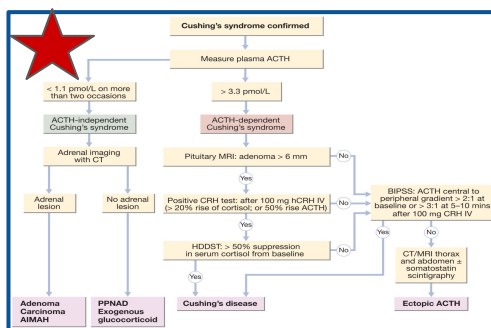 Cushing's syndrome confirmed
Measure plasma ACTH
< 1.1 pmol/L on more
than two occasions
> 3.3 pmol/L
ACTH-independent
Cushing's syndrome
ACTH-dependent
Cushing's syndrome
Adrenal imaging
with CT
Pituitary MRI: adenoma > 6 mm
No
Yes
Adrenal
lesion
No adrenal
lesion
Positive CRH test: after 100 mg hCRH IV
(> 20% rise of cortisol; or 50% rise ACTH)
No
BIPSS: ACTH central to
peripheral gradient > 2:1 at
baseline or > 3:1 at 5–10 mins
after 100 mg CRH IV
Yes
HDDST: > 50% suppression
in serum cortisol from baseline
No
Yes
No
Yes
CT/MRI thorax
and abdomen ±
somatostatin
scintigraphy
Adenoma
Carcinoma
AIMAH
PPNAD
Exogenous
glucocorticoid
Cushing's disease
Ectopic ACTH